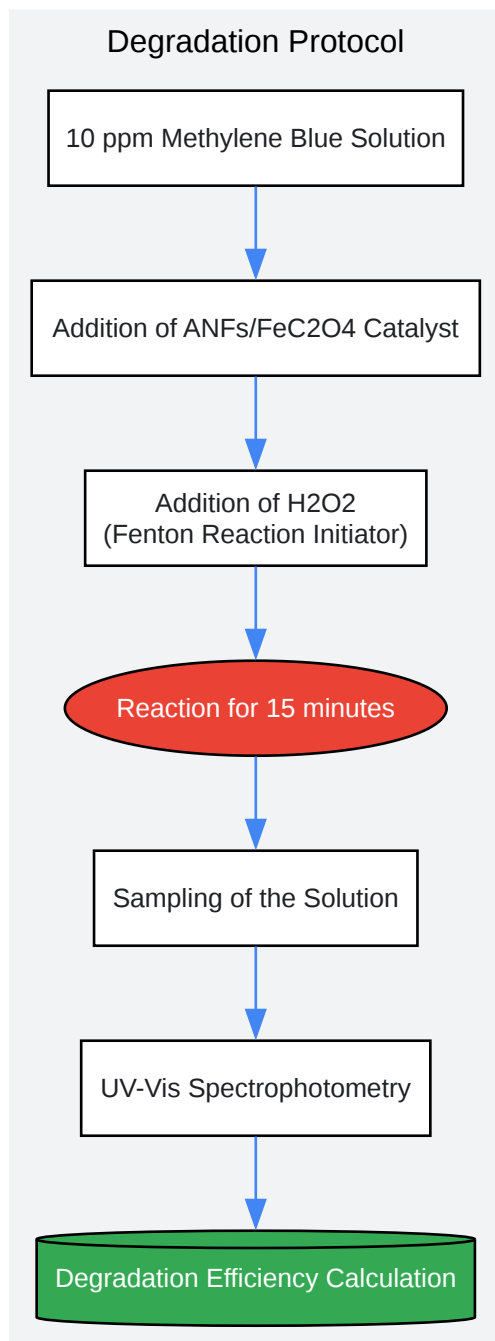 Degradation Protocol
10 ppm Methylene Blue Solution
Addition of ANFs/FeC2O4 Catalyst
Addition of H2O2
(Fenton Reaction Initiator)
Reaction for 15 minutes
Sampling of the Solution
UV-Vis Spectrophotometry
Degradation Efficiency Calculation